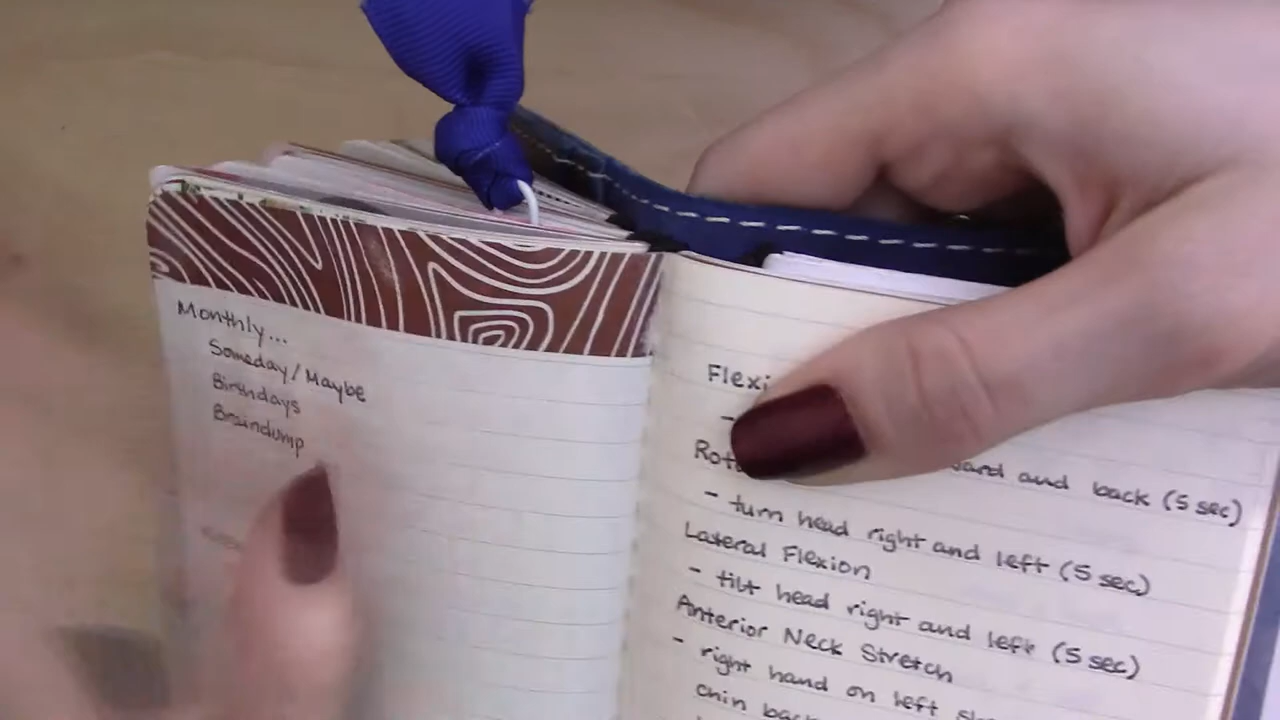 Monthly...
Someday/Maybe
Birthdays
Braindump
Flexi
-
Rot
and back (5 sec)
- turn head right and left (5 sec)
Lateral Flexion
- tilt head right and left (5 sec)
Anterior Neck Stretch
- right hand on left
chin bac